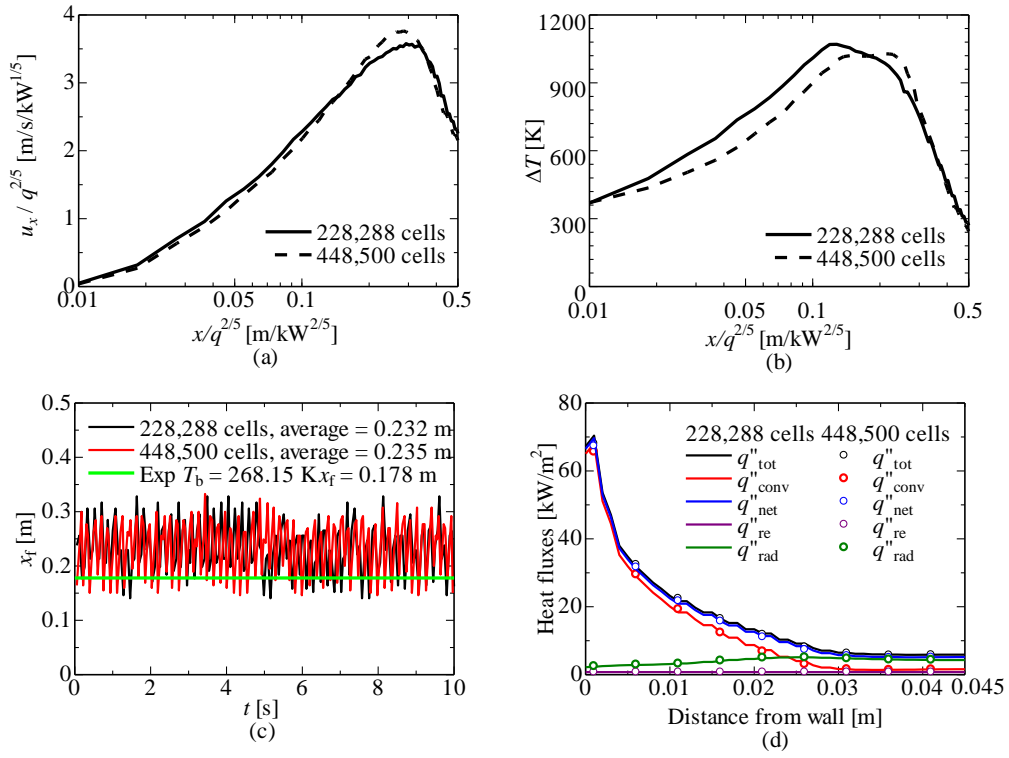 4
3
2
1
0
u_x / q^{2/5} [m/s/kW^{1/5}]
228,288 cells
448,500 cells
0.01 0.05 0.1 0.5
x/q^{2/5} [m/kW^{2/5}]
(a)
1200
900
600
300
0
ΔT [K]
228,288 cells
448,500 cells
0.01 0.05 0.1 0.5
x/q^{2/5} [m/kW^{2/5}]
(b)
0.5
0.4
0.3
0.2
0.1
0
x_f [m]
228,288 cells, average = 0.232 m
448,500 cells, average = 0.235 m
Exp T_b = 268.15 K x_f = 0.178 m
0 2 4 6 8 10
t [s]
(c)
80
60
40
20
0
Heat fluxes [kW/m²]
228,288 cells 448,500 cells
q"_tot q"_tot
q"_conv q"_conv
q"_net q"_net
q"_re q"_re
q"_rad q"_rad
0 0.01 0.02 0.03 0.04 0.045
Distance from wall [m]
(d)